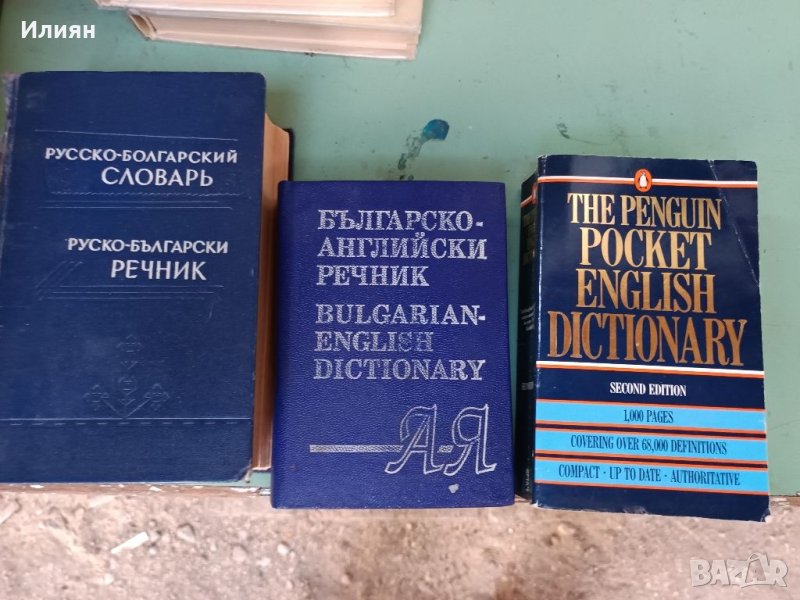 Илиян
РУССКО-БОЛГАРСКИЙ
СЛОВАРЬ
РУСКО-БЪЛГАРСКИ
РЕЧНИК
БЪЛГАРСКО-
АНГЛИЙСКИ
РЕЧНИК
BULGARIAN-
ENGLISH
DICTIONARY
А-Я
THE PENGUIN
POCKET
ENGLISH
DICTIONARY
SECOND EDITION
1,000 PAGES
COVERING OVER 68,000 DEFINITIONS
COMPACT · UP TO DATE · AUTHORITATIVE
BAZAR